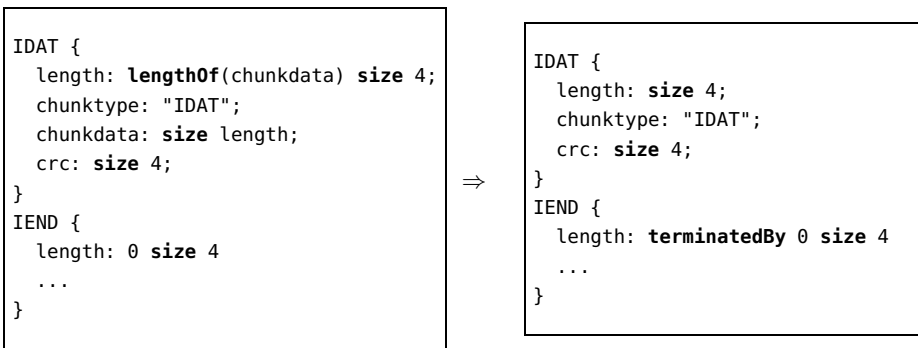 IDAT {
  length: lengthOf(chunkdata) size 4;
  chunktype: "IDAT";
  chunkdata: size length;
  crc: size 4;
}
IEND {
  length: 0 size 4
  ...
}
⇒
IDAT {
  length: size 4;
  chunktype: "IDAT";
  crc: size 4;
}
IEND {
  length: terminatedBy 0 size 4
  ...
}